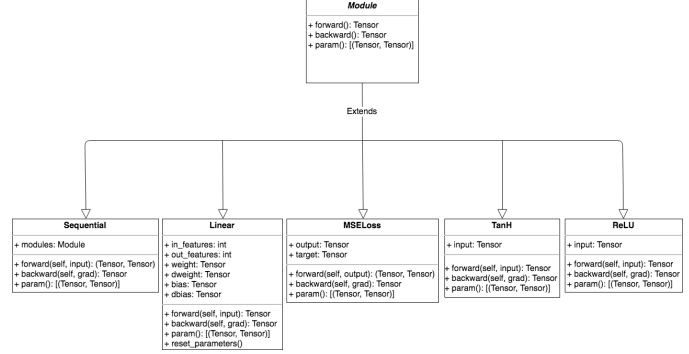 Module
+ forward(): Tensor
+ backward(): Tensor
+ param(): [(Tensor, Tensor)]
Extends
Sequential
+ modules: Module
+ forward(self, input): (Tensor, Tensor)
+ backward(self, grad): Tensor
+ param(): [(Tensor, Tensor)]
Linear
+ in_features: int
+ out_features: int
+ weight: Tensor
+ dweight: Tensor
+ bias: Tensor
+ dbias: Tensor
+ forward(self, input): Tensor
+ backward(self, grad): Tensor
+ param(): [(Tensor, Tensor)]
+ reset_parameters()
MSELoss
+ output: Tensor
+ target: Tensor
+ forward(self, output): (Tensor, Tensor)
+ backward(self, grad): Tensor
+ param(): [(Tensor, Tensor)]
TanH
+ input: Tensor
+ forward(self, input): Tensor
+ backward(self, grad): Tensor
+ param(): [(Tensor, Tensor)]
ReLU
+ input: Tensor
+ forward(self, input): Tensor
+ backward(self, grad): Tensor
+ param(): [(Tensor, Tensor)]